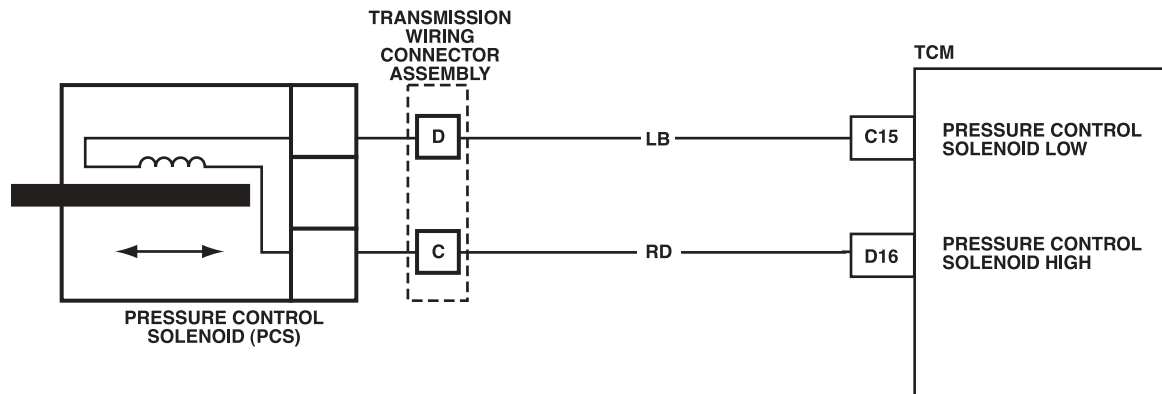 TRANSMISSION
WIRING
CONNECTOR
ASSEMBLY
TCM
D
LB
C15
PRESSURE CONTROL
SOLENOID LOW
C
RD
D16
PRESSURE CONTROL
SOLENOID HIGH
PRESSURE CONTROL
SOLENOID (PCS)